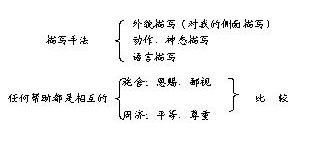 外貌描写（对我的侧面描写）
描写手法
动作、神态描写
语言描写
施舍：恩赐、鄙视
任何帮助都是相互的
比 较
周济：平等、尊重